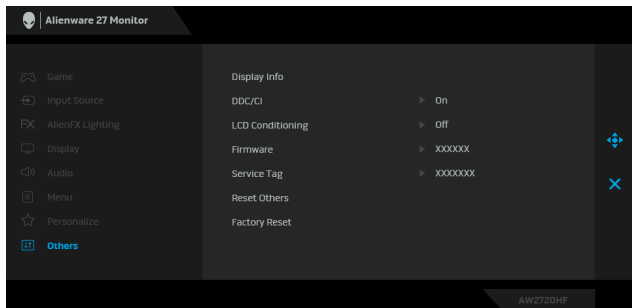 Alienware 27 Monitor
Game
Input Source
AlienFX Lighting
Display
Audio
Menu
Personalize
Others
Display Info
DDC/CI On
LCD Conditioning Off
Firmware XXXXXX
Service Tag XXXXXXX
Reset Others
Factory Reset
AW2720HF